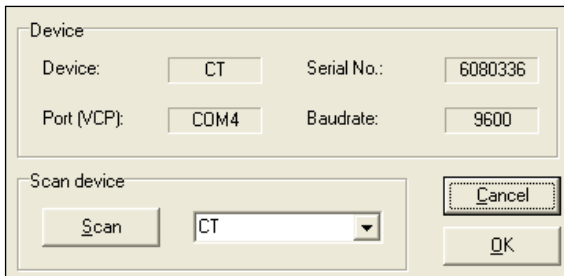 Device
Device: CT Serial No.: 6080336
Port (VCP): COM4 Baudrate: 9600
Scan device
Scan CT
Cancel
OK